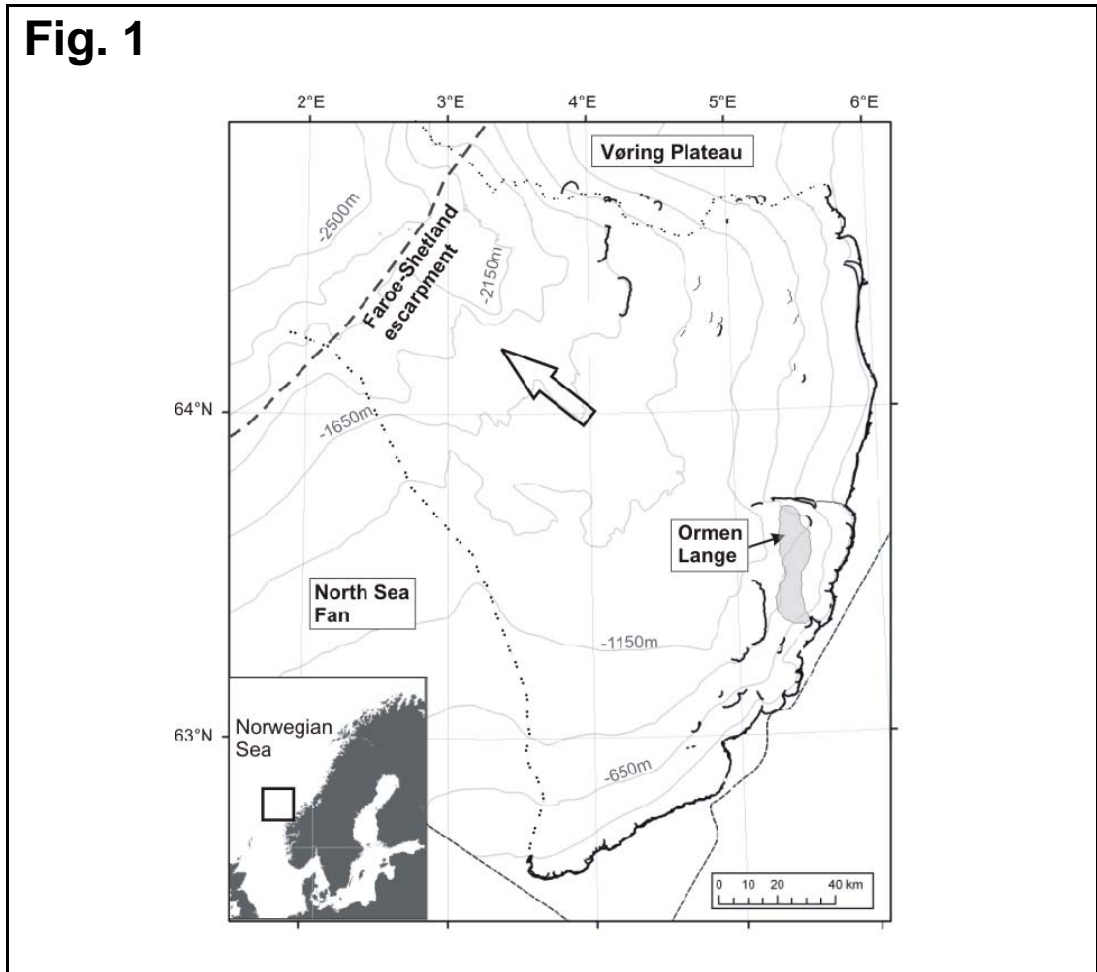 Fig. 1
2°E 3°E 4°E 5°E 6°E
Vøring Plateau
-2500m
Faroe-Shetland
escarpment
-2150m
64°N
-1650m
Ormen
Lange
North Sea
Fan
-1150m
Norwegian
Sea
63°N
-650m
0 10 20 40 km